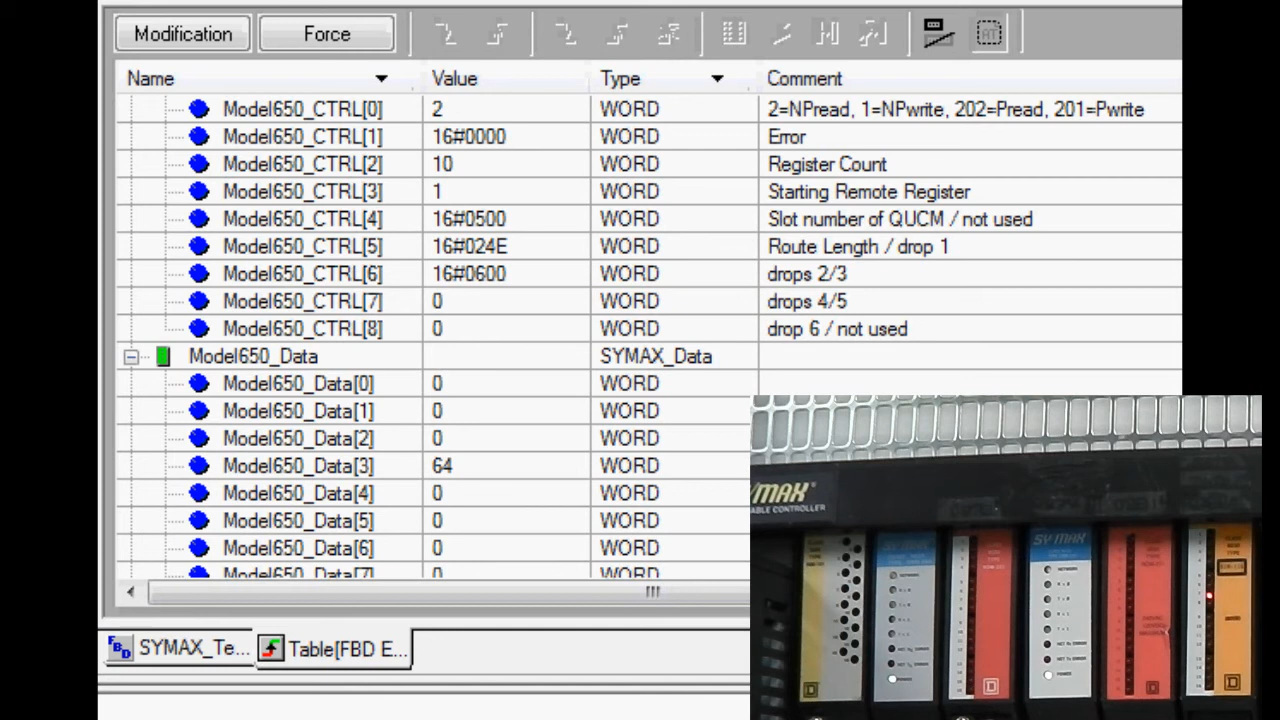 Modification Force
Name Value Type Comment
Model650_CTRL[0] 2 WORD 2=NPread, 1=NPwrite, 202=Pread, 201=Pwrite
Model650_CTRL[1] 16#0000 WORD Error
Model650_CTRL[2] 10 WORD Register Count
Model650_CTRL[3] 1 WORD Starting Remote Register
Model650_CTRL[4] 16#0500 WORD Slot number of QUCM / not used
Model650_CTRL[5] 16#024E WORD Route Length / drop 1
Model650_CTRL[6] 16#0600 WORD drops 2/3
Model650_CTRL[7] 0 WORD drops 4/5
Model650_CTRL[8] 0 WORD drop 6 / not used
Model650_Data SYMAX_Data
Model650_Data[0] 0 WORD
Model650_Data[1] 0 WORD
Model650_Data[2] 0 WORD
Model650_Data[3] 64 WORD
Model650_Data[4] 0 WORD
Model650_Data[5] 0 WORD
Model650_Data[6] 0 WORD
Model650_Data[7] 0 WORD
SYMAX_Te... Table[FBD E...
/MAX
ABLE CONTROLLER
SY/MAX
D D D D